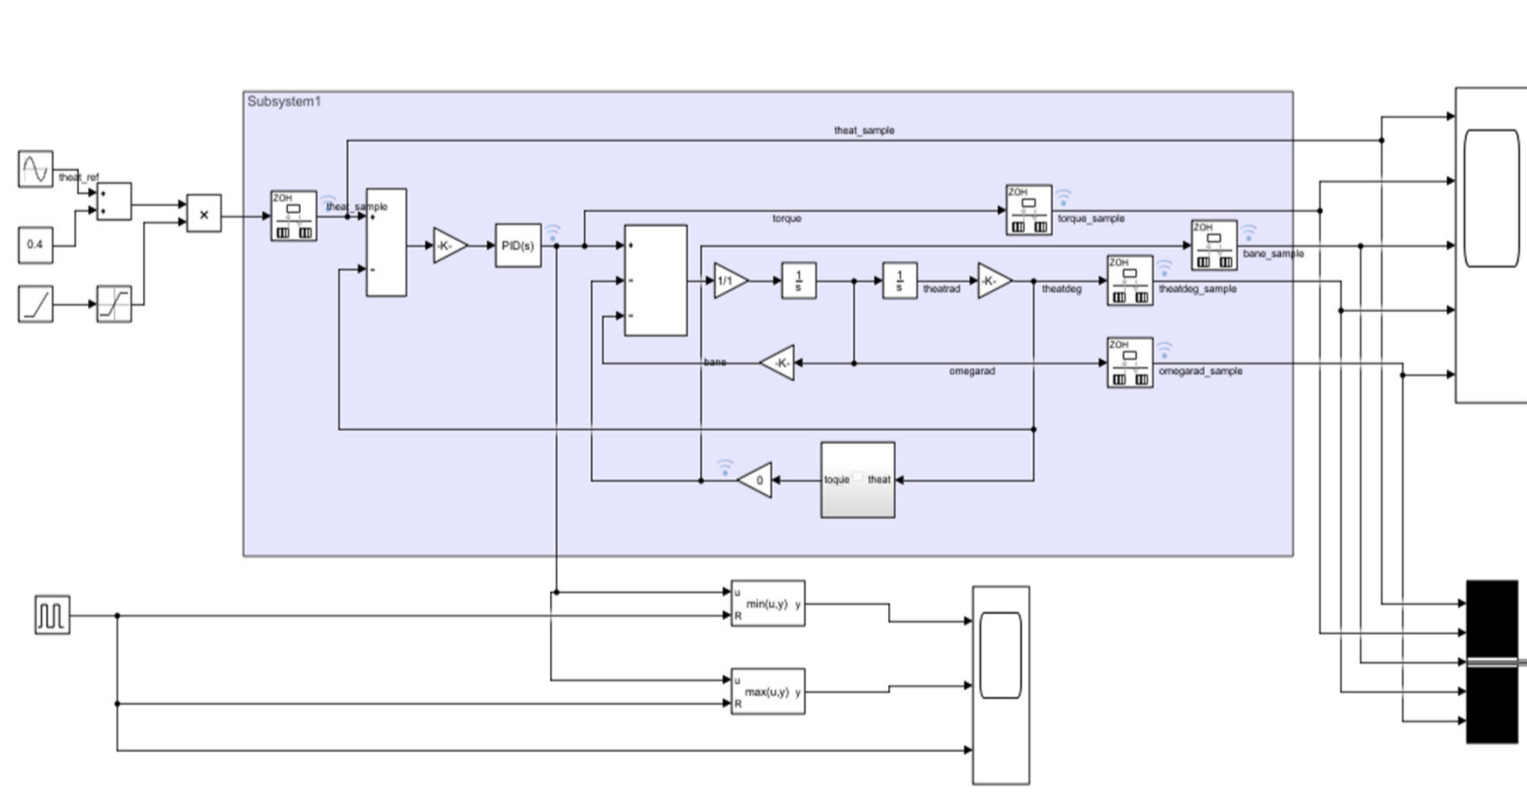 Subsystem1
theat_sample
theat_ref
+
+
×
ZOH
theat_sample
+
-
-K-
PID(s)
torque
ZOH
torque_sample
ZOH
bane_sample
0.4
+
-
-
1/1
1
s
1
s
theatrad
-K-
theatdeg
ZOH
theatdeg_sample
bane
-K-
omegarad
ZOH
omegarad_sample
0
toque
theat
u
R
min(u,y)
y
u
R
max(u,y)
y